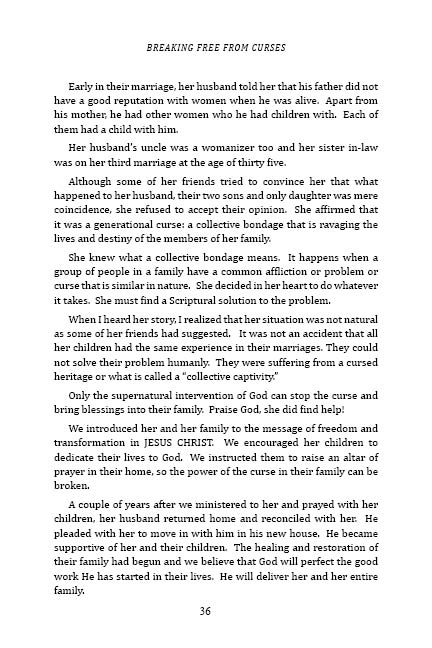 BREAKING FREE FROM CURSES
Early in their marriage, her husband told her that his father did not
have a good reputation with women when he was alive. Apart from
his mother, he had other women who he had children with. Each of
them had a child with him.
Her husband's uncle was a womanizer too and her sister in-law
was on her third marriage at the age of thirty five.
Although some of her friends tried to convince her that what
happened to her husband, their two sons and only daughter was mere
coincidence, she refused to accept their opinion. She affirmed that
it was a generational curse: a collective bondage that is ravaging the
lives and destiny of the members of her family.
She knew what a collective bondage means. It happens when a
group of people in a family have a common affliction or problem or
curse that is similar in nature. She decided in her heart to do whatever
it takes. She must find a Scriptural solution to the problem.
When I heard her story, I realized that her situation was not natural
as some of her friends had suggested. It was not an accident that all
her children had the same experience in their marriages. They could
not solve their problem humanly. They were suffering from a cursed
heritage or what is called a “collective captivity.”
Only the supernatural intervention of God can stop the curse and
bring blessings into their family. Praise God, she did find help!
We introduced her and her family to the message of freedom and
transformation in JESUS CHRIST. We encouraged her children to
dedicate their lives to God. We instructed them to raise an altar of
prayer in their home, so the power of the curse in their family can be
broken.
A couple of years after we ministered to her and prayed with her
children, her husband returned home and reconciled with her. He
pleaded with her to move in with him in his new house. He became
supportive of her and their children. The healing and restoration of
their family had begun and we believe that God will perfect the good
work He has started in their lives. He will deliver her and her entire
family.
36